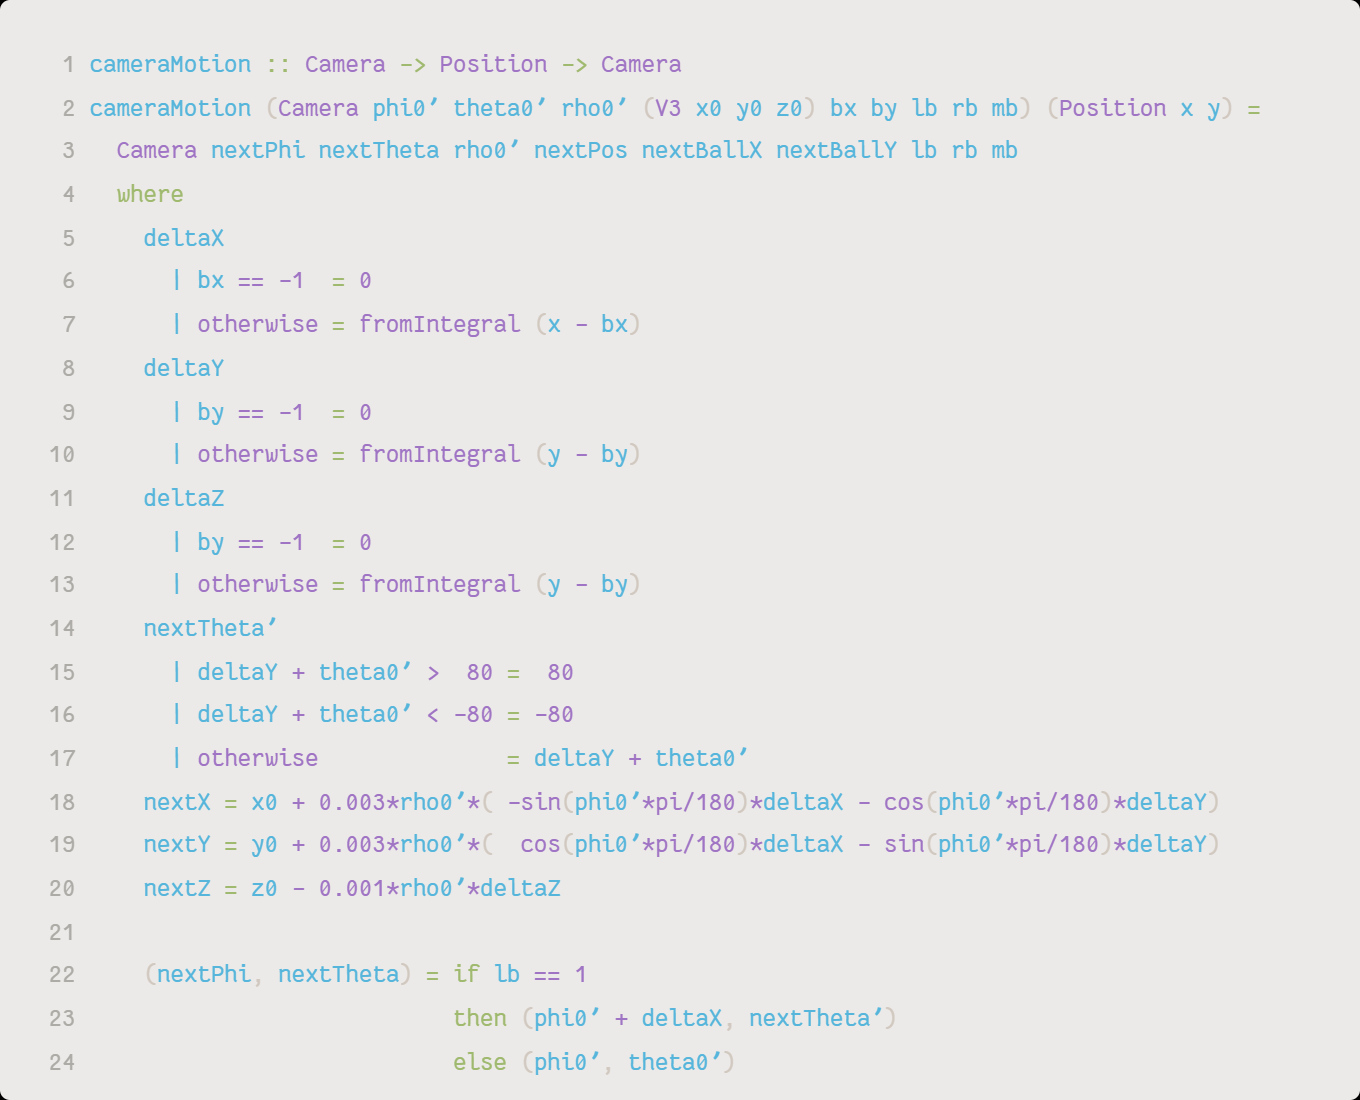 1 cameraMotion :: Camera -> Position -> Camera
2 cameraMotion (Camera phi0' theta0' rho0' (V3 x0 y0 z0) bx by lb rb mb) (Position x y) =
3   Camera nextPhi nextTheta rho0' nextPos nextBallX nextBallY lb rb mb
4   where
5     deltaX
6       | bx == -1  = 0
7       | otherwise = fromIntegral (x - bx)
8     deltaY
9       | by == -1  = 0
10       | otherwise = fromIntegral (y - by)
11     deltaZ
12       | by == -1  = 0
13       | otherwise = fromIntegral (y - by)
14     nextTheta'
15       | deltaY + theta0' >  80 =  80
16       | deltaY + theta0' < -80 = -80
17       | otherwise              = deltaY + theta0'
18     nextX = x0 + 0.003*rho0'*( -sin(phi0'*pi/180)*deltaX - cos(phi0'*pi/180)*deltaY)
19     nextY = y0 + 0.003*rho0'*(  cos(phi0'*pi/180)*deltaX - sin(phi0'*pi/180)*deltaY)
20     nextZ = z0 - 0.001*rho0'*deltaZ
21
22     (nextPhi, nextTheta) = if lb == 1
23                            then (phi0' + deltaX, nextTheta')
24                            else (phi0', theta0')